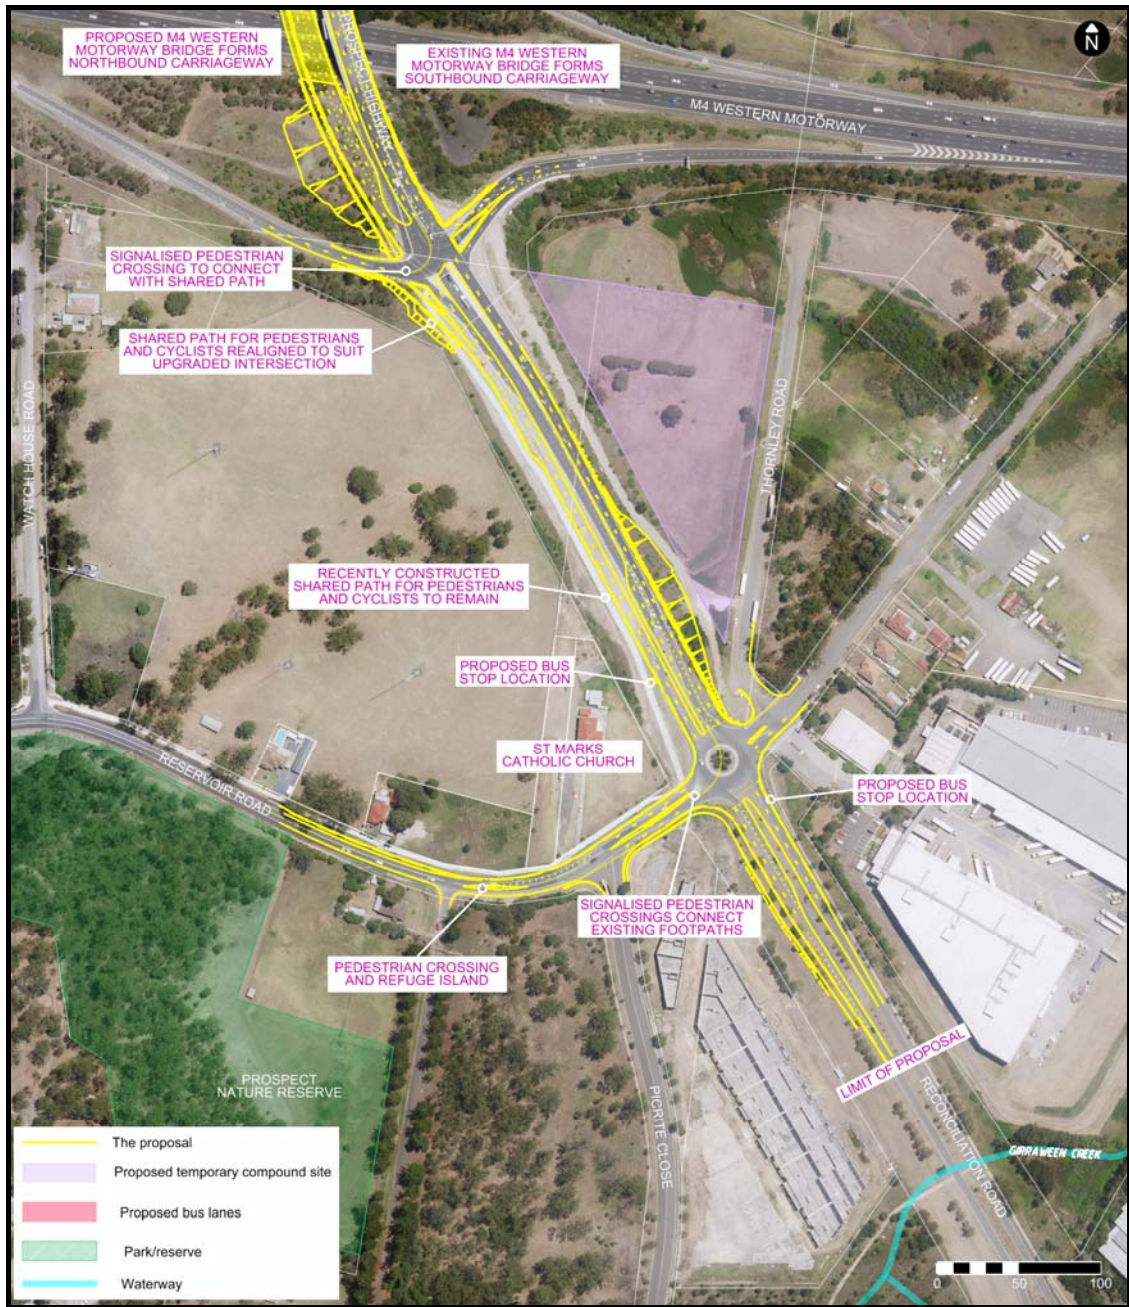 PROPOSED M4 WESTERN
MOTORWAY BRIDGE FORMS
NORTHBOUND CARRIAGEWAY
EXISTING M4 WESTERN
MOTORWAY BRIDGE FORMS
SOUTHBOUND CARRIAGEWAY
N
PROSPECT HIGHWAY
M4 WESTERN MOTORWAY
SIGNALISED PEDESTRIAN
CROSSING TO CONNECT
WITH SHARED PATH
SHARED PATH FOR PEDESTRIANS
AND CYCLISTS REALIGNED TO SUIT
UPGRADED INTERSECTION
WATCH HOUSE ROAD
THORNLEY ROAD
RECENTLY CONSTRUCTED
SHARED PATH FOR PEDESTRIANS
AND CYCLISTS TO REMAIN
PROPOSED BUS
STOP LOCATION
ST MARKS
CATHOLIC CHURCH
RESERVOIR ROAD
PROPOSED BUS
STOP LOCATION
SIGNALISED PEDESTRIAN
CROSSINGS CONNECT
EXISTING FOOTPATHS
PEDESTRIAN CROSSING
AND REFUGE ISLAND
LIMIT OF PROPOSAL
PROSPECT
NATURE RESERVE
PICRITE CLOSE
RECONCILIATION ROAD
GIRRAWEEN CREEK
The proposal
Proposed temporary compound site
Proposed bus lanes
Park/reserve
Waterway
0 50 100